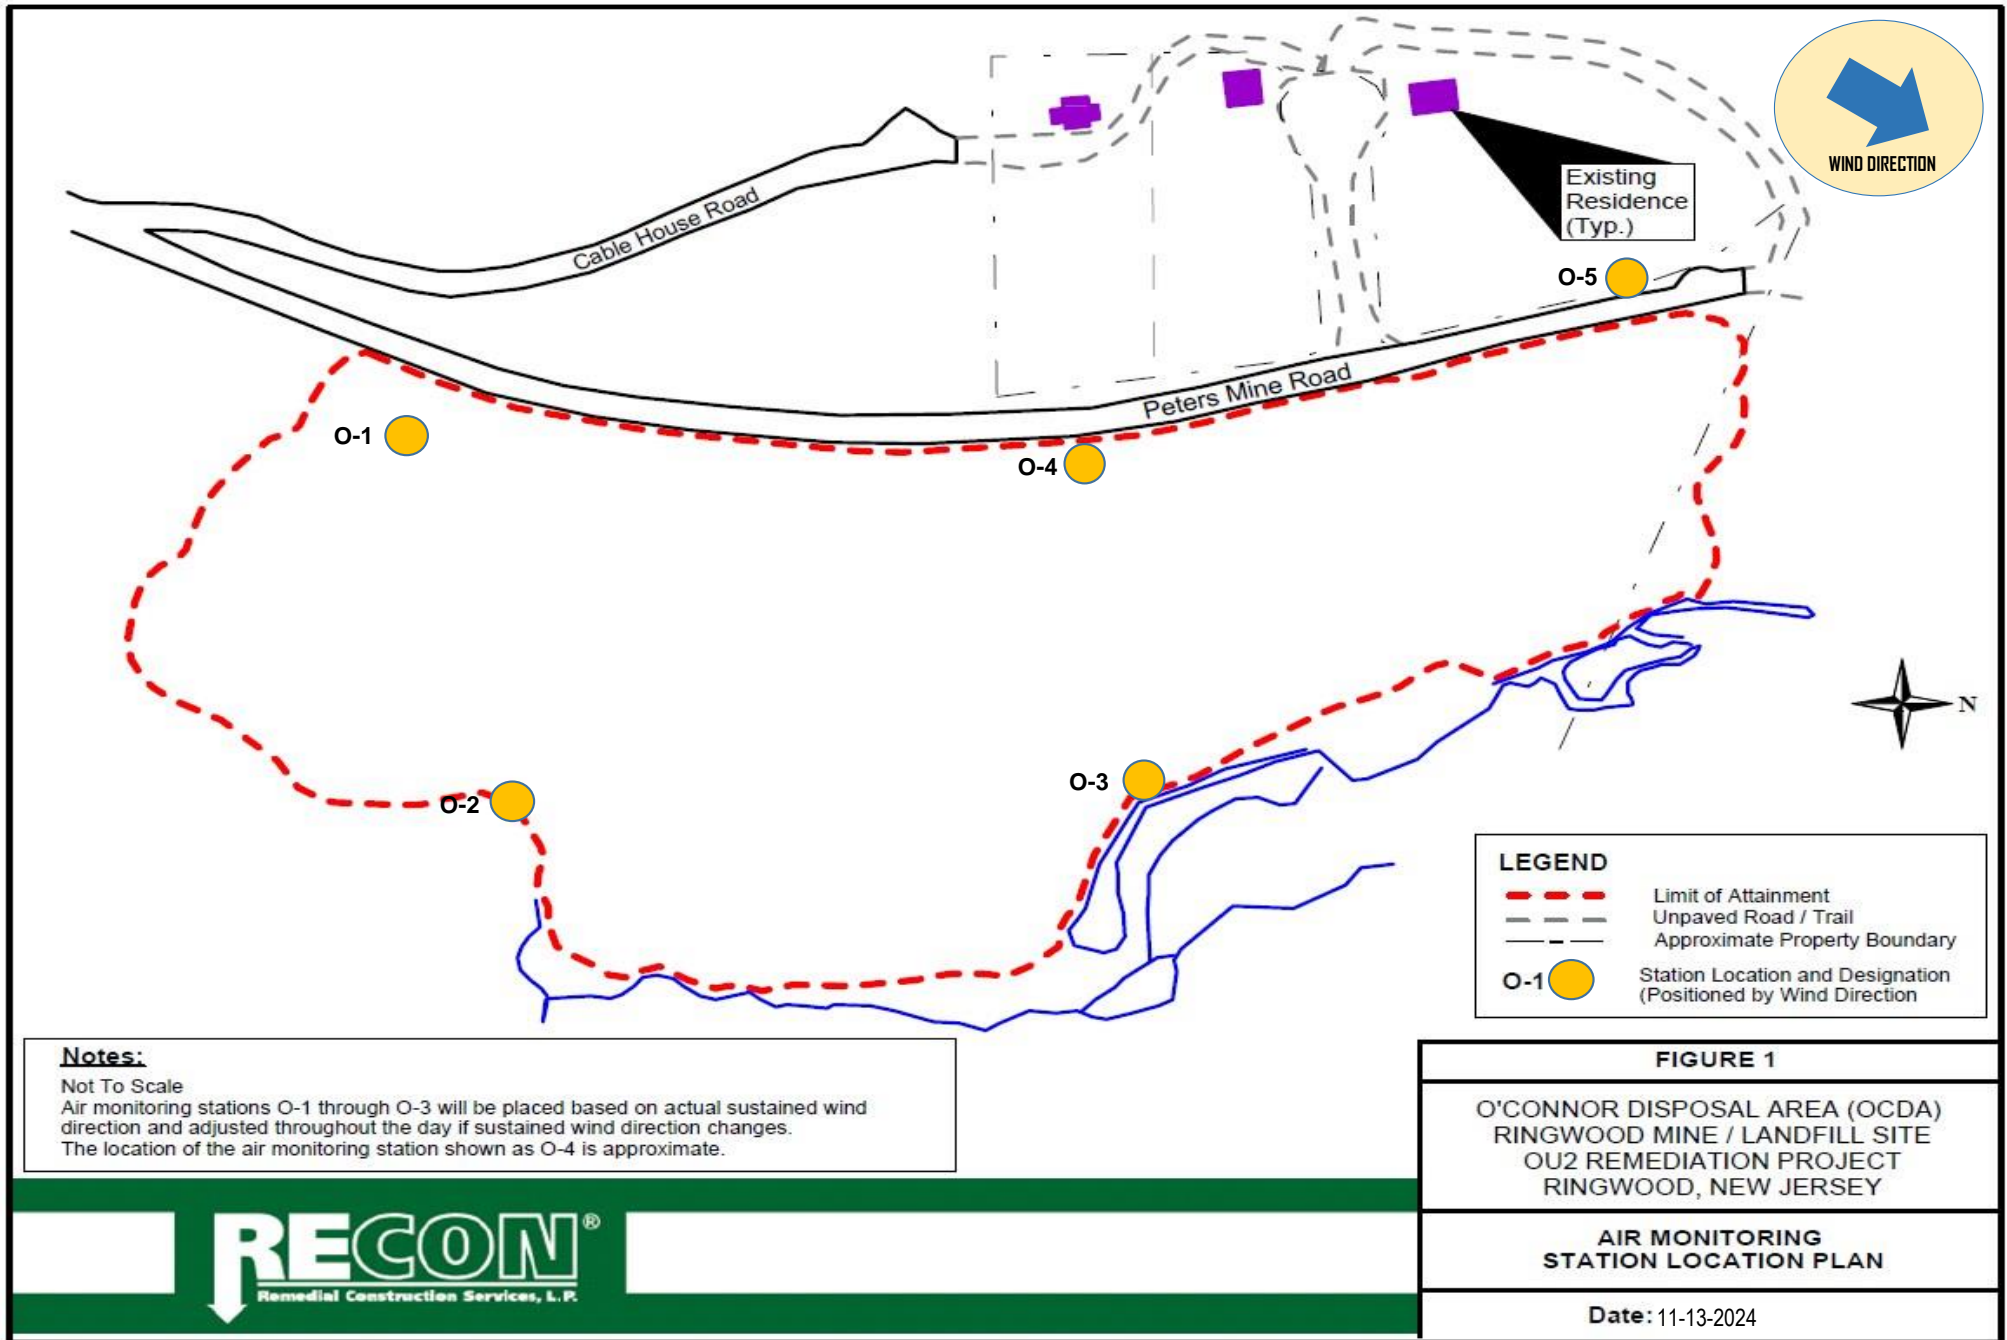 WIND DIRECTION
Existing
Residence
(Typ.)
Cable House Road
O-5
Peters Mine Road
O-1
O-4
N
O-3
O-2
LEGEND
Limit of Attainment
Unpaved Road / Trail
Approximate Property Boundary
O-1 Station Location and Designation
(Positioned by Wind Direction
Notes:
Not To Scale
Air monitoring stations O-1 through O-3 will be placed based on actual sustained wind
direction and adjusted throughout the day if sustained wind direction changes.
The location of the air monitoring station shown as O-4 is approximate.
FIGURE 1
O'CONNOR DISPOSAL AREA (OCDA)
RINGWOOD MINE / LANDFILL SITE
OU2 REMEDIATION PROJECT
RINGWOOD, NEW JERSEY
AIR MONITORING
STATION LOCATION PLAN
Date: 11-13-2024
RECON®
Remedial Construction Services, L.P.